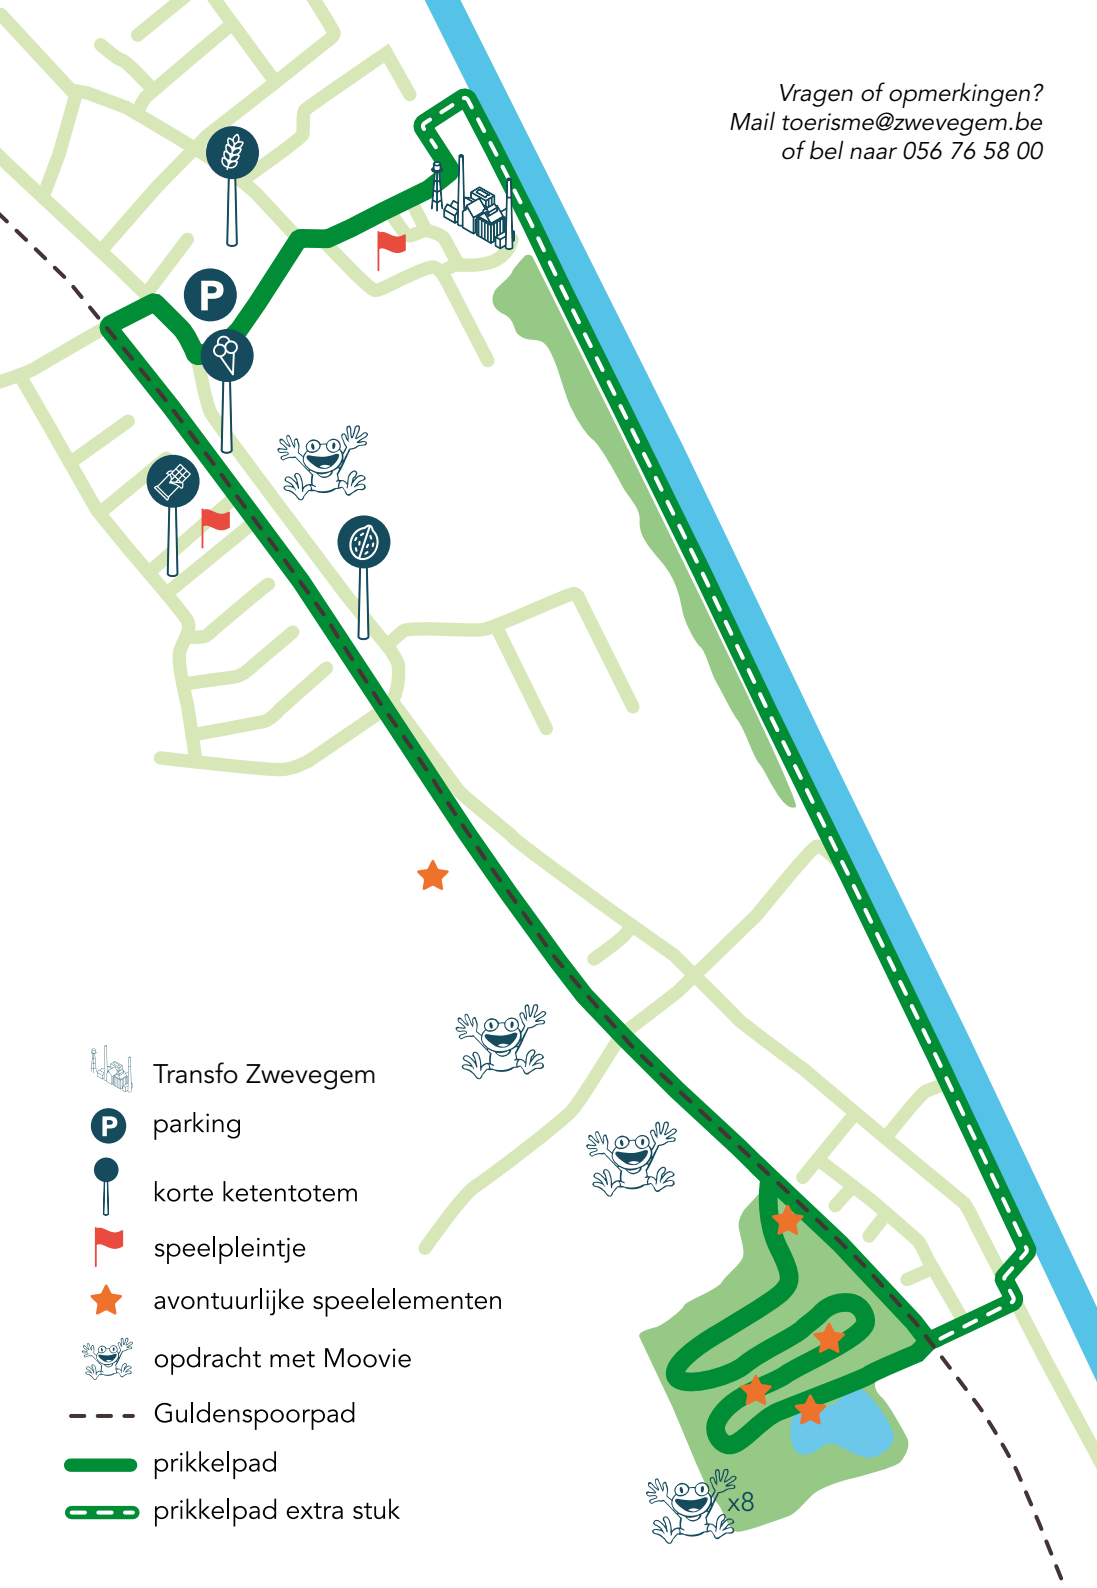 Vragen of opmerkingen?
Mail toerisme@zwevegem.be
of bel naar 056 76 58 00
P
Transfo Zwevegem
P
parking
korte ketentotem
speelpleintje
avontuurlijke speelelementen
opdracht met Moovie
Guldenspoorpad
prikkelpad
x8
prikkelpad extra stuk